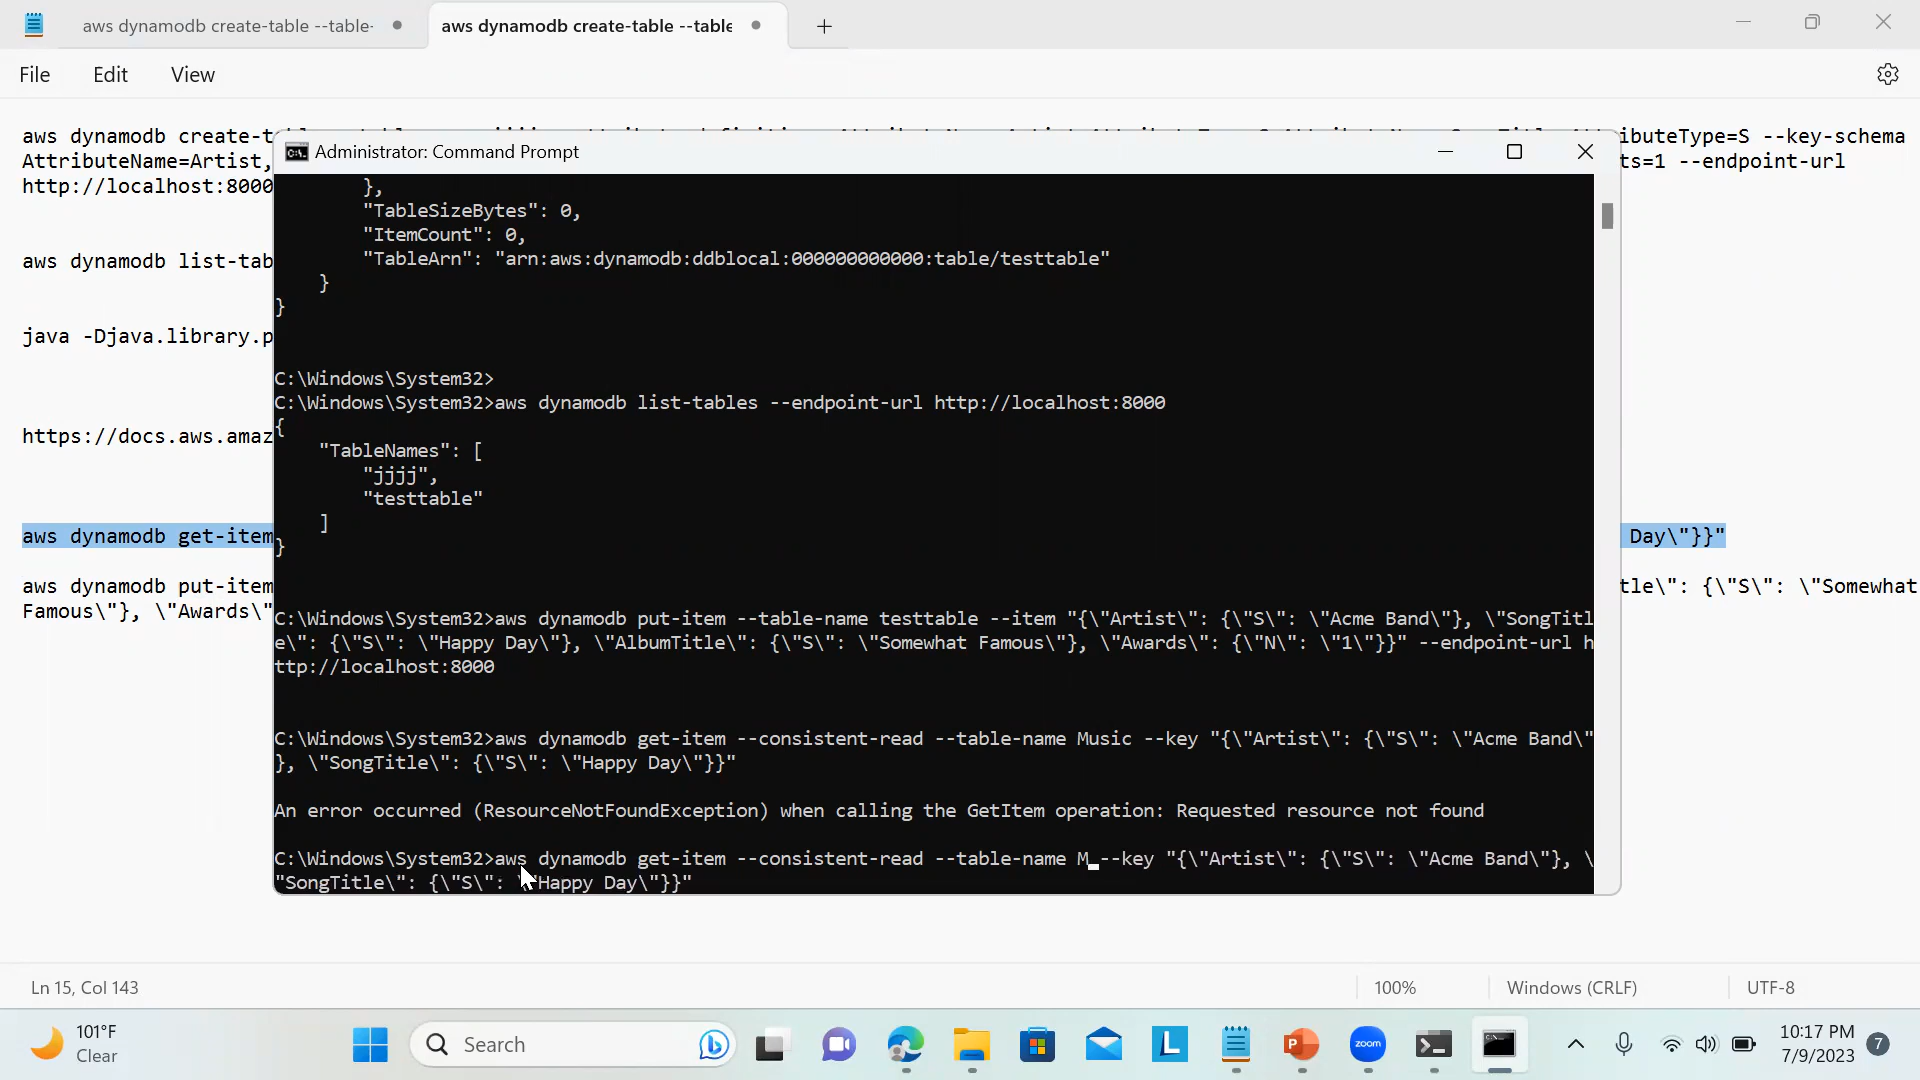 aws dynamodb create-table --table-
aws dynamodb create-table --table
File
Edit
View
aws dynamodb create-t
ibuteType=S --key-schema
AttributeName=Artist,
ts=1 --endpoint-url
http://localhost:8000
aws dynamodb list-tab
java -Djava.library.p
https://docs.aws.amaz
aws dynamodb get-item
Day\"}}"
aws dynamodb put-item
tle\": {\"S\": \"Somewhat
Famous\"}, \"Awards\"
Administrator: Command Prompt
},
"TableSizeBytes": 0,
"ItemCount": 0,
"TableArn": "arn:aws:dynamodb:ddblocal:000000000000:table/testtable"
}
}
C:\Windows\System32>
C:\Windows\System32>aws dynamodb list-tables --endpoint-url http://localhost:8000
{
"TableNames": [
"jjjj",
"testtable"
]
}
C:\Windows\System32>aws dynamodb put-item --table-name testtable --item "{\"Artist\": {\"S\": \"Acme Band\"}, \"SongTitl
e\": {\"S\": \"Happy Day\"}, \"AlbumTitle\": {\"S\": \"Somewhat Famous\"}, \"Awards\": {\"N\": \"1\"}}" --endpoint-url h
ttp://localhost:8000
C:\Windows\System32>aws dynamodb get-item --consistent-read --table-name Music --key "{\"Artist\": {\"S\": \"Acme Band\"
}, \"SongTitle\": {\"S\": \"Happy Day\"}}"
An error occurred (ResourceNotFoundException) when calling the GetItem operation: Requested resource not found
C:\Windows\System32>aws dynamodb get-item --consistent-read --table-name M --key "{\"Artist\": {\"S\": \"Acme Band\"}, \
"SongTitle\": {\"S\": \"Happy Day\"}}"
Ln 15, Col 143
100%
Windows (CRLF)
UTF-8
101°F
Clear
Search
L
zoom
10:17 PM
7/9/2023
7